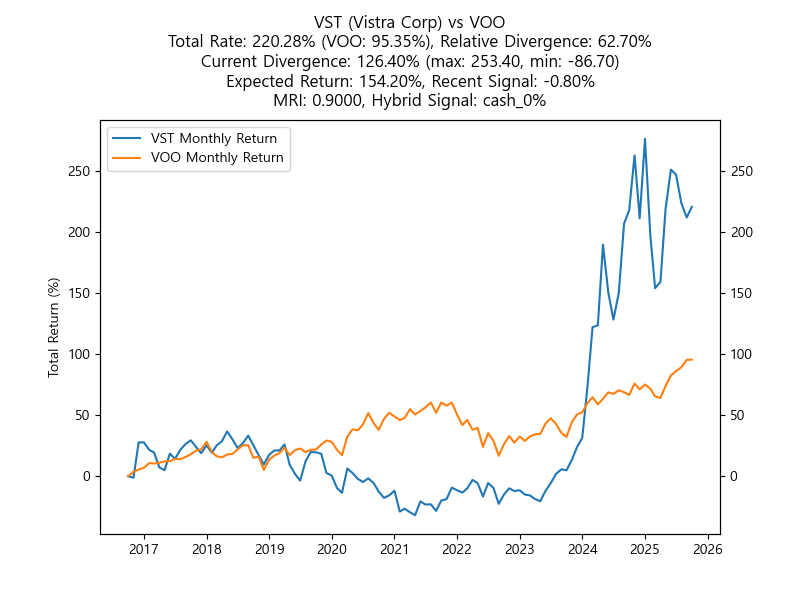 VST (Vistra Corp) vs VOO
Total Rate: 220.28% (VOO: 95.35%), Relative Divergence: 62.70%
Current Divergence: 126.40% (max: 253.40, min: -86.70)
Expected Return: 154.20%, Recent Signal: -0.80%
MRI: 0.9000, Hybrid Signal: cash_0%
VST Monthly Return
VOO Monthly Return
Total Return (%)
250
200
150
100
50
0
250
200
150
100
50
0
2017 2018 2019 2020 2021 2022 2023 2024 2025 2026